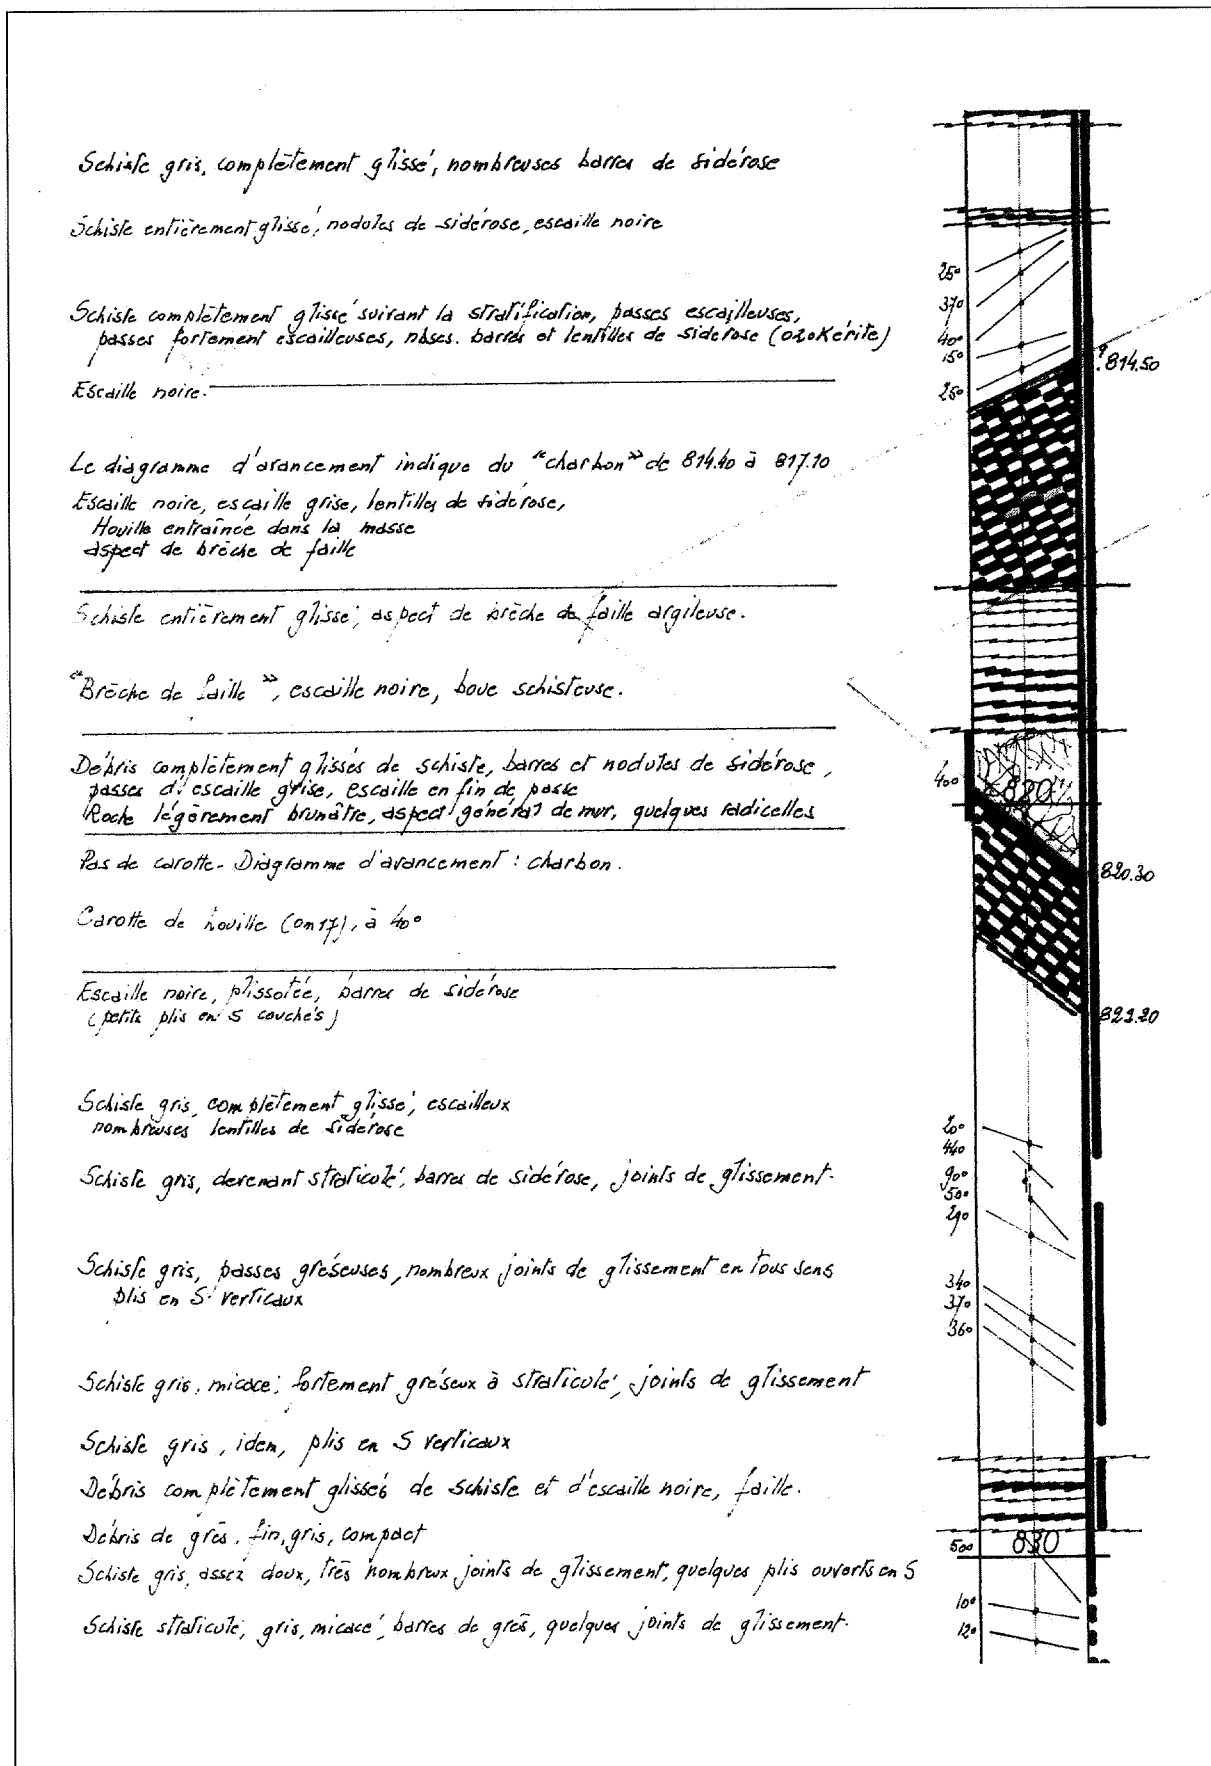 Schiste gris, complètement glissé, nombreuses barres de sidérose
Schiste entièrement glissé, nodules de sidérose, escaille noire
25°
37°
Schiste complètement glissé suivant la stratification, passes escailleuses,
passes fortement escailleuses, nbses. barres et lentilles de sidérose (ozokérite)
40°
15°
? 814.50
Escaille noire.
25°
Le diagramme d'avancement indique du "charbon" de 814.40 à 817.10
Escaille noire, escaille grise, lentilles de sidérose,
Houille entraînée dans la masse
aspect de brèche de faille
Schiste entièrement glissé, aspect de brèche de faille argileuse.
"Brèche de faille", escaille noire, boue schisteuse.
Débris complètement glissés de schiste, barres et nodules de sidérose,
passes d'escaille grise, escaille en fin de passe
Roche légèrement brunâtre, aspect général de mur, quelques radicelles
40°
820
Pas de carotte - Diagramme d'avancement : charbon.
820.30
Carotte de houille (0m17), à 40°
Escaille noire, plissotée, barres de sidérose
(petits plis en S couchés)
Schiste gris, complètement glissé, escailleux
nombreuses lentilles de sidérose
20°
44°
Schiste gris, devenant straticulé, barres de sidérose, joints de glissement.
90°
50°
29°
Schiste gris, passes gréseuses, nombreux joints de glissement en tous sens
plis en S verticaux
34°
37°
36°
Schiste gris, micacé, fortement gréseux à straticulé, joints de glissement
Schiste gris, idem, plis en S verticaux
Débris complètement glissés de schiste et d'escaille noire, faille.
Débris de grès, fin, gris, compact
50°
830
Schiste gris, assez doux, très nombreux joints de glissement, quelques plis ouverts en S
10°
Schiste straticulé, gris, micacé, barres de grès, quelques joints de glissement.
12°